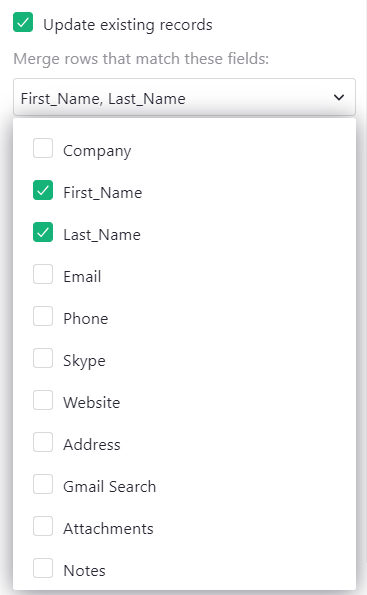 Update existing records
Merge rows that match these fields:
First_Name, Last_Name
Company
First_Name
Last_Name
Email
Phone
Skype
Website
Address
Gmail Search
Attachments
Notes